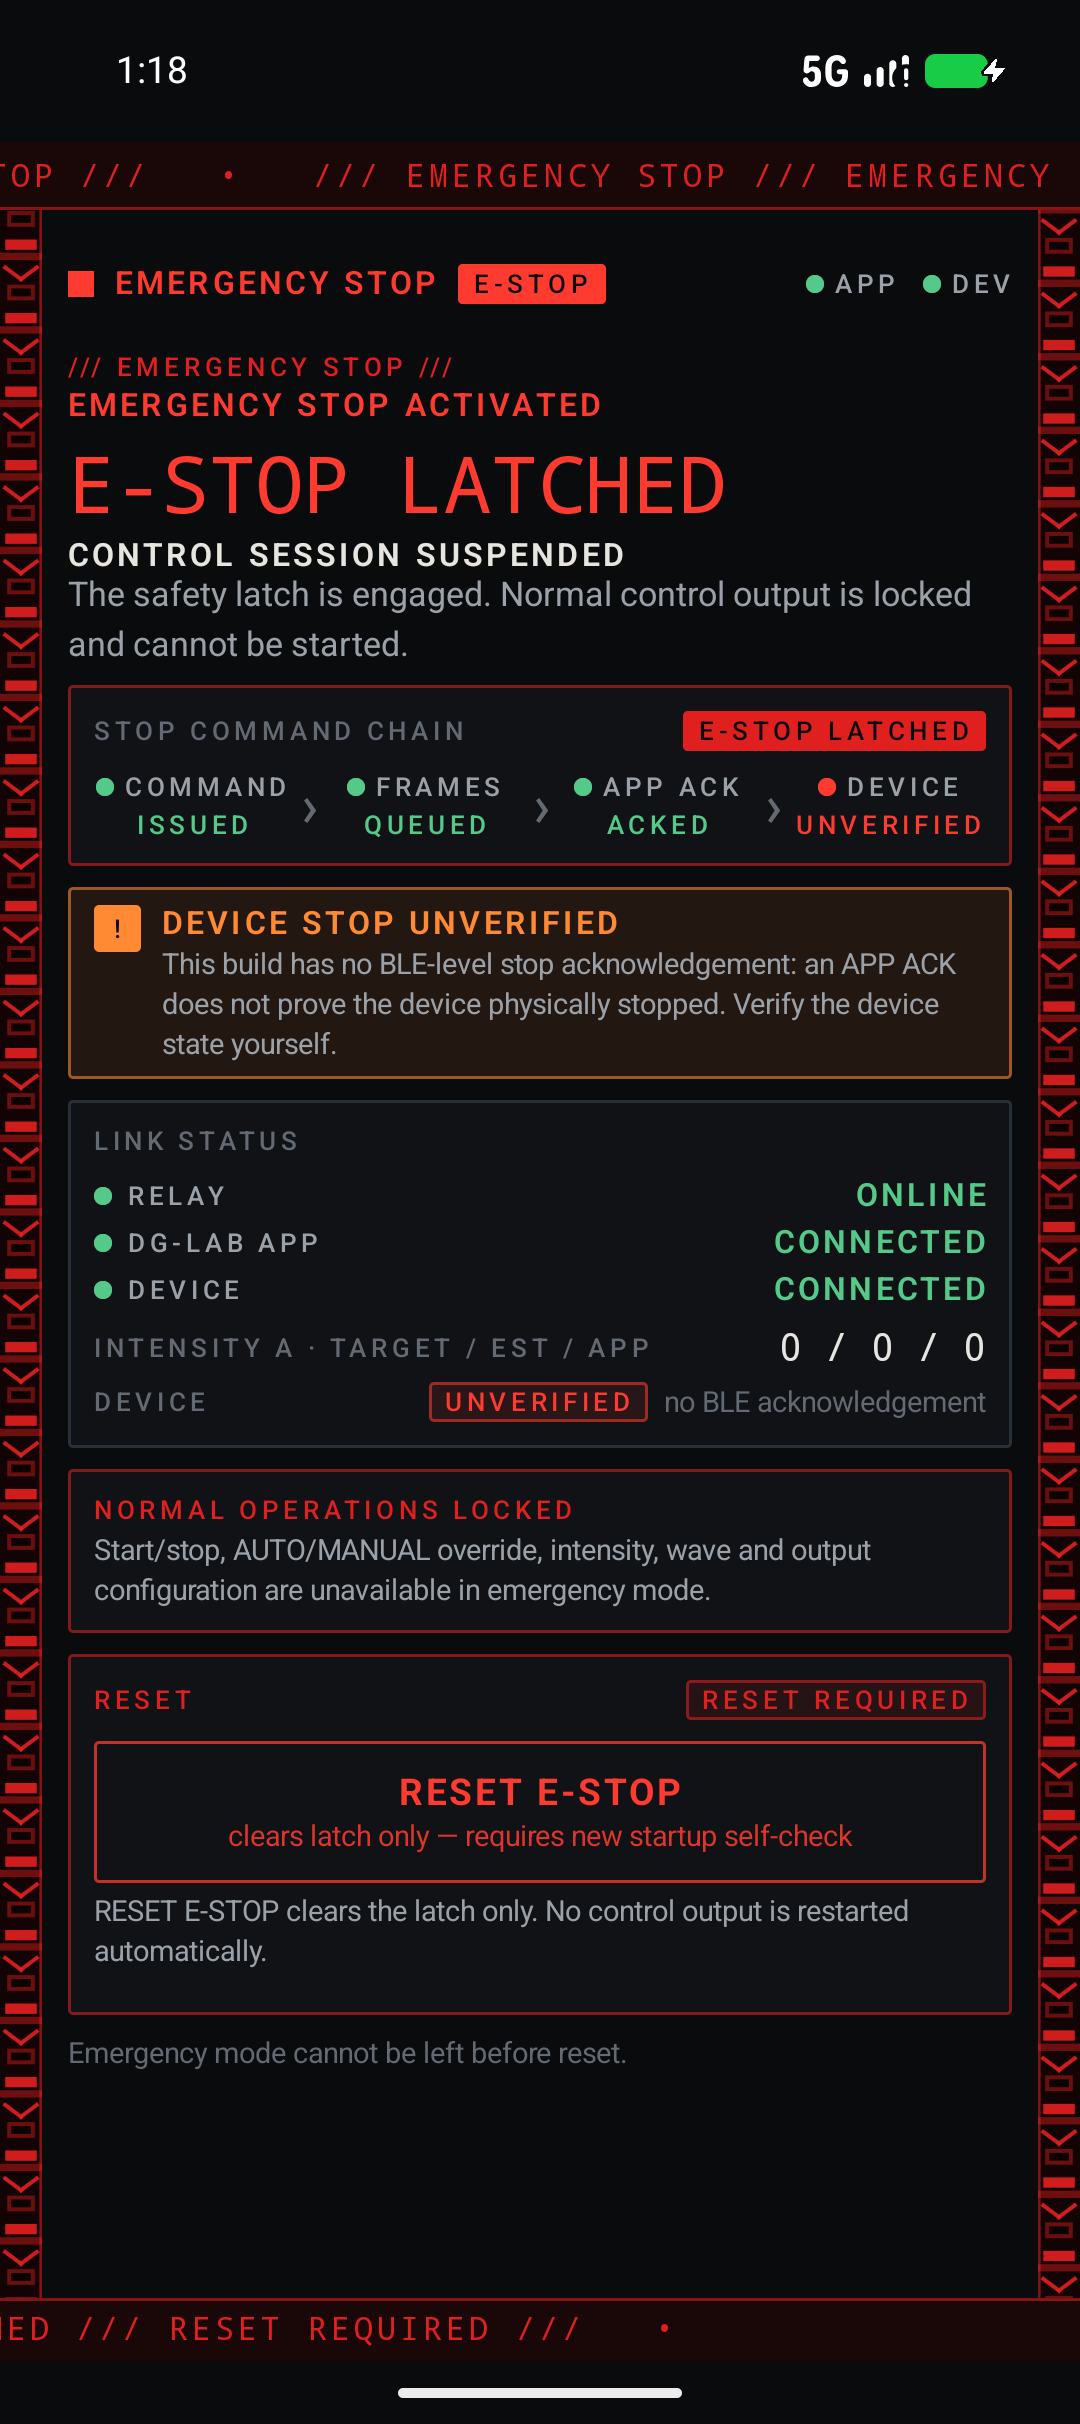 1:18
5G
TOP /// • /// EMERGENCY STOP /// EMERGENCY
EMERGENCY STOP E-STOP APP DEV
/// EMERGENCY STOP ///
EMERGENCY STOP ACTIVATED
E-STOP LATCHED
CONTROL SESSION SUSPENDED
The safety latch is engaged. Normal control output is locked
and cannot be started.
STOP COMMAND CHAIN E-STOP LATCHED
COMMAND › FRAMES › APP ACK › DEVICE
ISSUED QUEUED ACKED UNVERIFIED
! DEVICE STOP UNVERIFIED
This build has no BLE-level stop acknowledgement: an APP ACK
does not prove the device physically stopped. Verify the device
state yourself.
LINK STATUS
RELAY ONLINE
DG-LAB APP CONNECTED
DEVICE CONNECTED
INTENSITY A · TARGET / EST / APP 0 / 0 / 0
DEVICE UNVERIFIED no BLE acknowledgement
NORMAL OPERATIONS LOCKED
Start/stop, AUTO/MANUAL override, intensity, wave and output
configuration are unavailable in emergency mode.
RESET RESET REQUIRED
RESET E-STOP
clears latch only — requires new startup self-check
RESET E-STOP clears the latch only. No control output is restarted
automatically.
Emergency mode cannot be left before reset.
ED /// RESET REQUIRED /// •